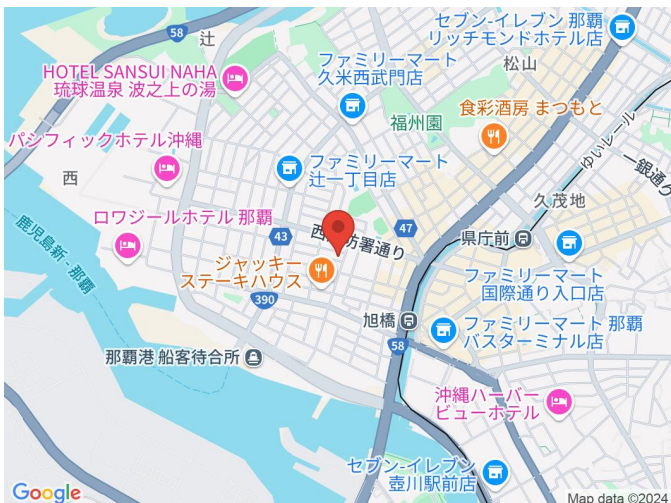 58
辻
セブン-イレブン 那覇
リッチモンドホテル店
松山
HOTEL SANSUI NAHA
琉球温泉 波之上の湯
ファミリーマート
久米西武門店
食彩酒房 まつもと
福州園
ゆいレール
一銀通り
パシフィックホテル沖縄
西
ファミリーマート
辻一丁目店
久茂地
鹿児島新-那覇
ロワジールホテル 那覇
43
47
西
防署通り
県庁前
ジャッキー
ステーキハウス
ファミリーマート
国際通り入口店
390
旭橋
58
ファミリーマート 那覇
バスターミナル店
那覇港 船客待合所
沖縄ハーバー
ビューホテル
セブン-イレブン
壺川駅前店
Google
Map data ©2024